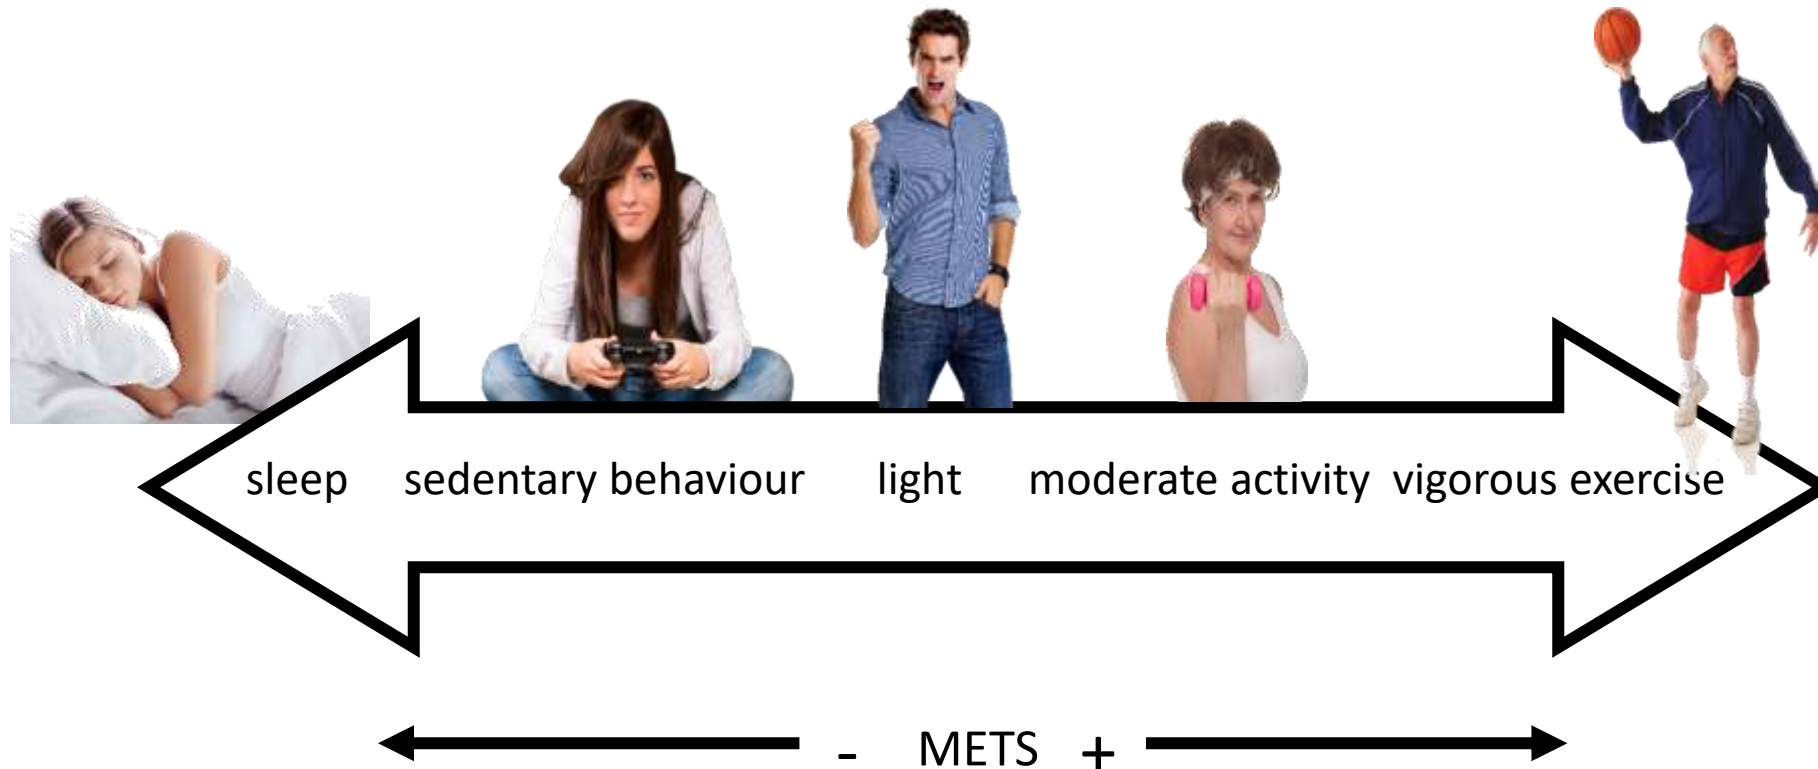 sleep sedentary behaviour light moderate activity vigorous exercise
- METS +